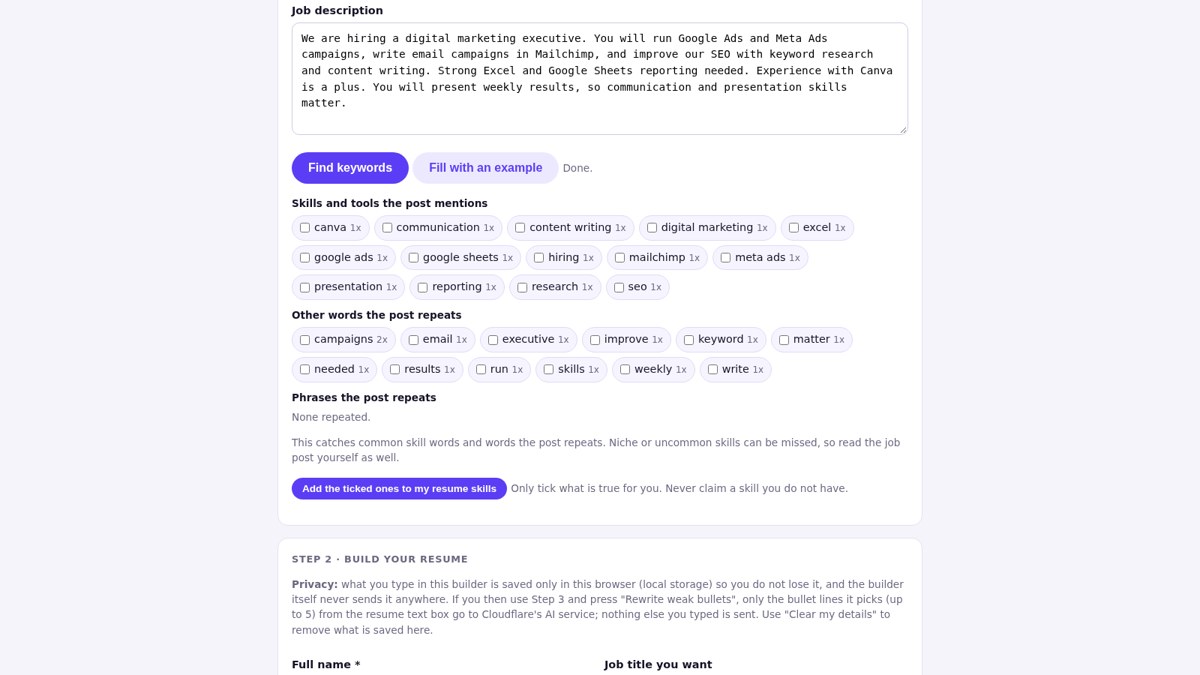 Job description
We are hiring a digital marketing executive. You will run Google Ads and Meta Ads
campaigns, write email campaigns in Mailchimp, and improve our SEO with keyword research
and content writing. Strong Excel and Google Sheets reporting needed. Experience with Canva
is a plus. You will present weekly results, so communication and presentation skills
matter.
Find keywords Fill with an example Done.
Skills and tools the post mentions
canva 1x communication 1x content writing 1x digital marketing 1x excel 1x
google ads 1x google sheets 1x hiring 1x mailchimp 1x meta ads 1x
presentation 1x reporting 1x research 1x seo 1x
Other words the post repeats
campaigns 2x email 1x executive 1x improve 1x keyword 1x matter 1x
needed 1x results 1x run 1x skills 1x weekly 1x write 1x
Phrases the post repeats
None repeated.
This catches common skill words and words the post repeats. Niche or uncommon skills can be missed, so read the job
post yourself as well.
Add the ticked ones to my resume skills Only tick what is true for you. Never claim a skill you do not have.
STEP 2 · BUILD YOUR RESUME
Privacy: what you type in this builder is saved only in this browser (local storage) so you do not lose it, and the builder
itself never sends it anywhere. If you then use Step 3 and press "Rewrite weak bullets", only the bullet lines it picks (up
to 5) from the resume text box go to Cloudflare's AI service; nothing else you typed is sent. Use "Clear my details" to
remove what is saved here.
Full name * Job title you want